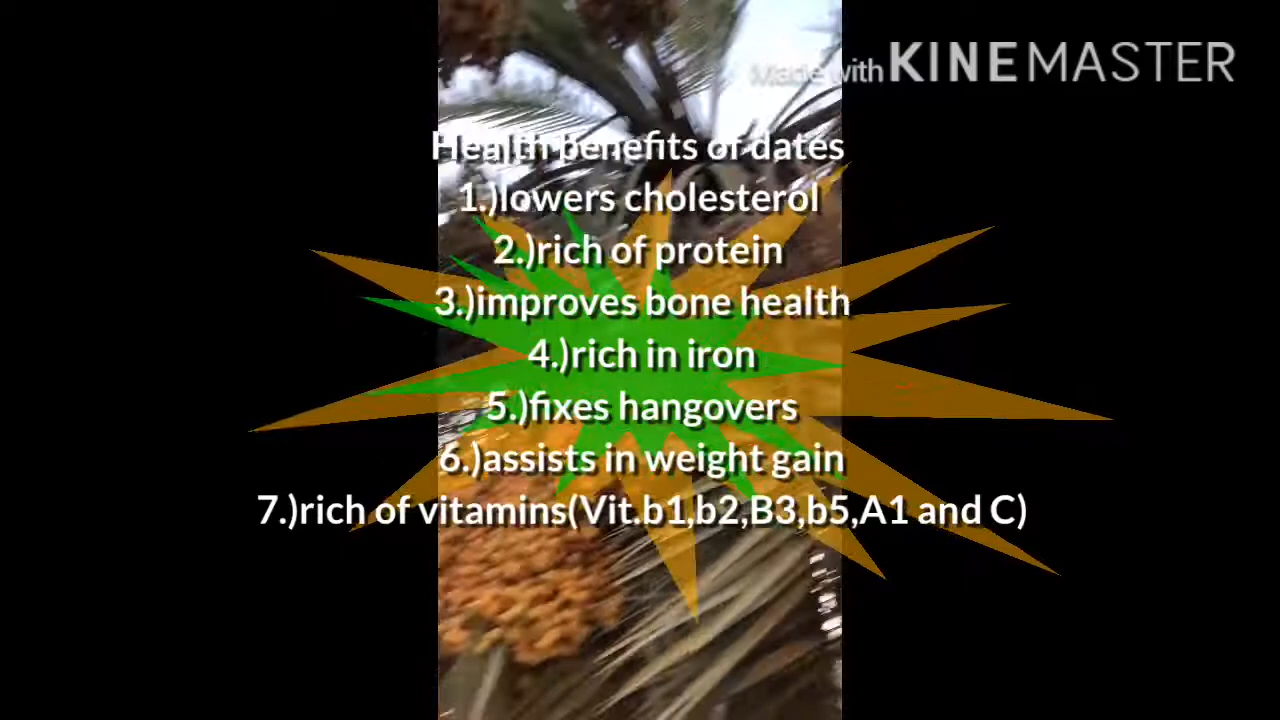 Made with KINEMASTER
Health benefits of dates
1.)lowers cholesterol
2.)rich of protein
3.)improves bone health
4.)rich in iron
5.)fixes hangovers
6.)assists in weight gain
7.)rich of vitamins(Vit.b1,b2,B3,b5,A1 and C)